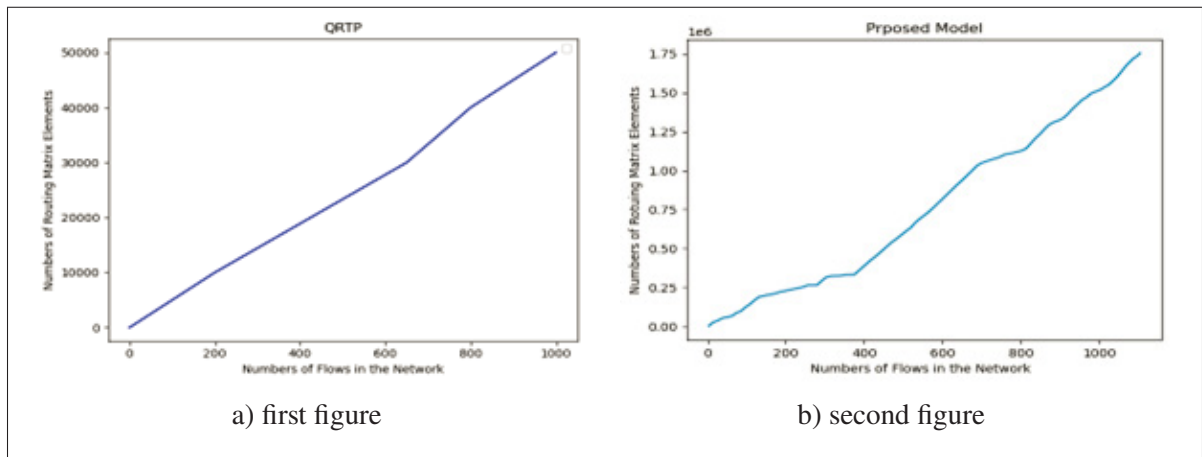 QRTP
50000
40000
30000
20000
10000
0
Numbers of Routing Matrix Elements
0 200 400 600 800 1000
Numbers of Flows in the Network
a) first figure
Prposed Model
1e6
1.75
1.50
1.25
1.00
0.75
0.50
0.25
0.00
Numbers of Rotuing Matrix Elements
0 200 400 600 800 1000
Numbers of Flows in the Network
b) second figure